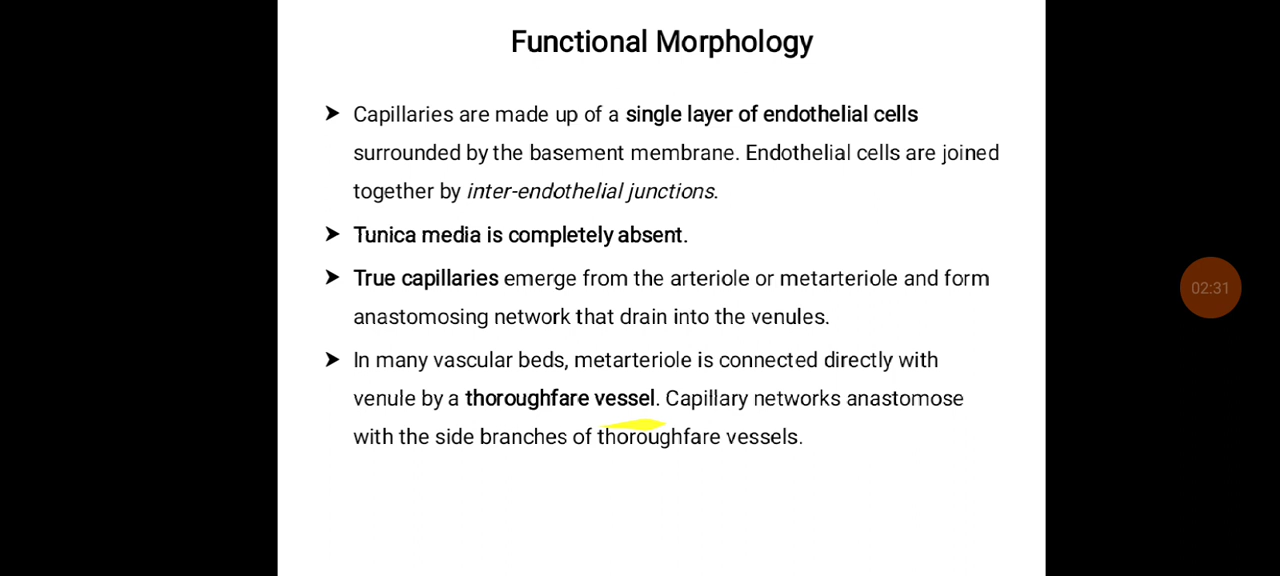 Functional Morphology
➤ Capillaries are made up of a single layer of endothelial cells
surrounded by the basement membrane. Endothelial cells are joined
together by inter-endothelial junctions.
➤ Tunica media is completely absent.
➤ True capillaries emerge from the arteriole or metarteriole and form
anastomosing network that drain into the venules.
➤ In many vascular beds, metarteriole is connected directly with
venule by a thoroughfare vessel. Capillary networks anastomose
with the side branches of thoroughfare vessels.
02:31